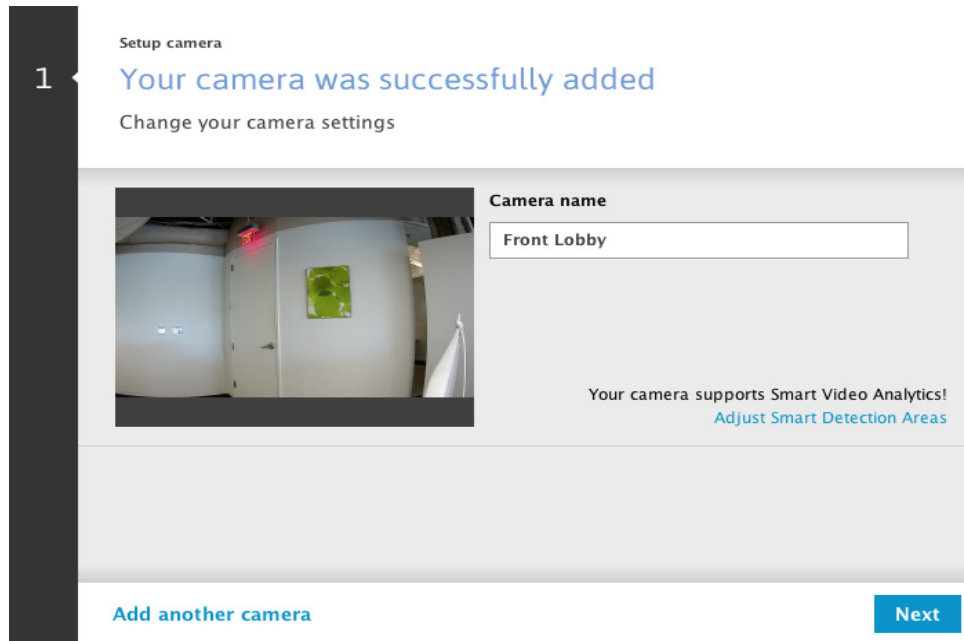 1
Setup camera
Your camera was successfully added
Change your camera settings
Camera name
Front Lobby
Your camera supports Smart Video Analytics!
Adjust Smart Detection Areas
Add another camera
Next